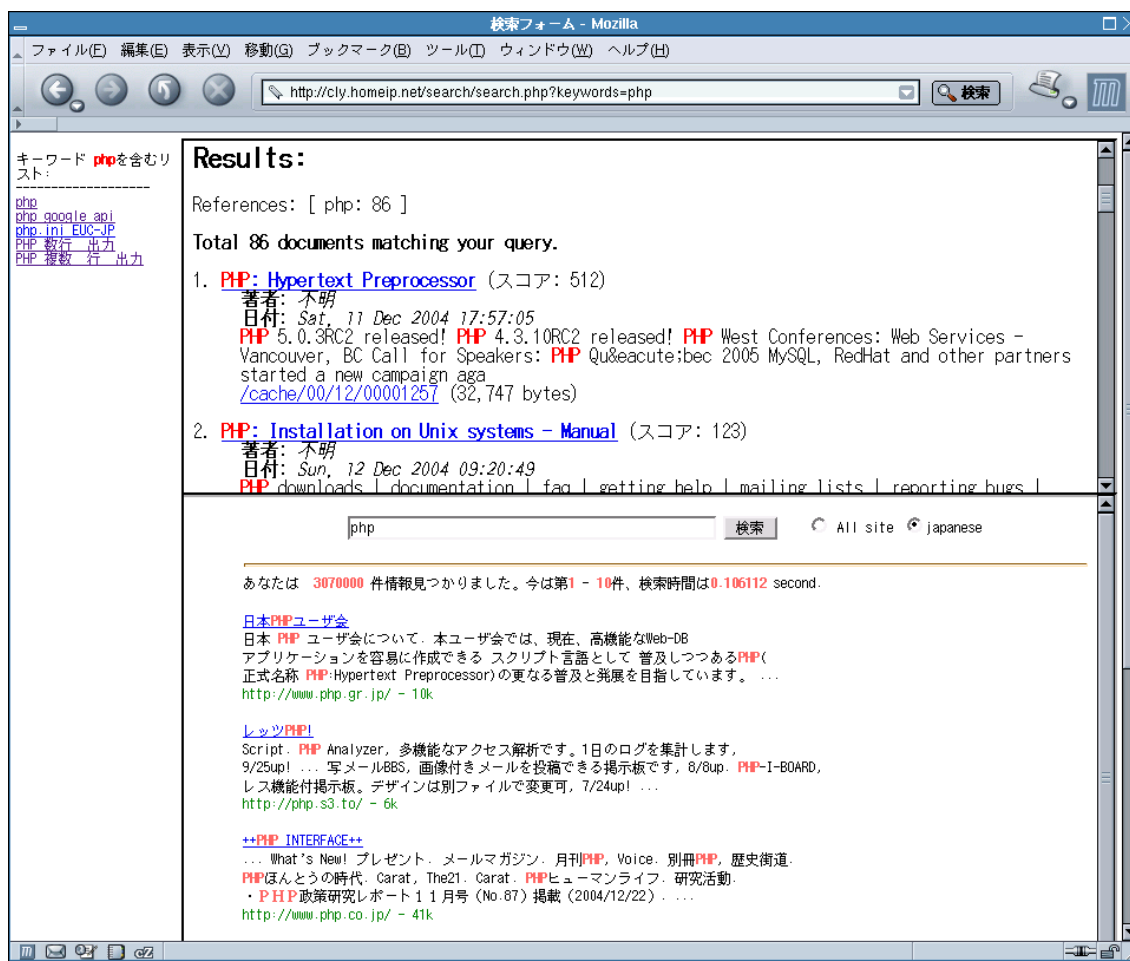 検索フォーム - Mozilla
ファイル(F) 編集(E) 表示(V) 移動(G) ブックマーク(B) ツール(T) ウィンドウ(W) ヘルプ(H)
http://cly.homeip.net/search/search.php?keywords=php 検索
キーワード phpを含むリ
スト:
-------------------
php
php google api
php.ini EUC-JP
PHP 数行 出力
PHP 複数 行 出力
Results:
References: [ php: 86 ]
Total 86 documents matching your query.
1. PHP: Hypertext Preprocessor (スコア: 512)
著者: 不明
日付: Sat, 11 Dec 2004 17:57:05
PHP 5.0.3RC2 released! PHP 4.3.10RC2 released! PHP West Conferences: Web Services -
Vancouver, BC Call for Speakers: PHP Qu&eacute;bec 2005 MySQL, RedHat and other partners
started a new campaign aga
/cache/00/12/00001257 (32,747 bytes)
2. PHP: Installation on Unix systems - Manual (スコア: 123)
著者: 不明
日付: Sun, 12 Dec 2004 09:20:49
PHP downloads | documentation | faq | getting help | mailing lists | reporting bugs |
php 検索 All site japanese
あなたは 3070000 件情報見つかりました。今は第1 - 10件、検索時間は0.106112 second.
日本PHPユーザ会
日本 PHP ユーザ会について. 本ユーザ会では、現在、高機能なWeb-DB
アプリケーションを容易に作成できる スクリプト言語として 普及しつつあるPHP(
正式名称 PHP:Hypertext Preprocessor)の更なる普及と発展を目指しています。 ...
http://www.php.gr.jp/ - 10k
レッツPHP!
Script. PHP Analyzer, 多機能なアクセス解析です。1日のログを集計します,
9/25up! ... 写メールBBS, 画像付きメールを投稿できる掲示板です, 8/8up. PHP-I-BOARD,
レス機能付掲示板。デザインは別ファイルで変更可, 7/24up! ...
http://php.s3.to/ - 6k
++PHP INTERFACE++
... What's New! プレゼント. メールマガジン. 月刊PHP, Voice. 別冊PHP, 歴史街道.
PHPほんとうの時代. Carat, The21. Carat. PHPヒューマンライフ. 研究活動.
・ＰＨＰ政策研究レポート１１月号 (No.87) 掲載 (2004/12/22) . ...
http://www.php.co.jp/ - 41k